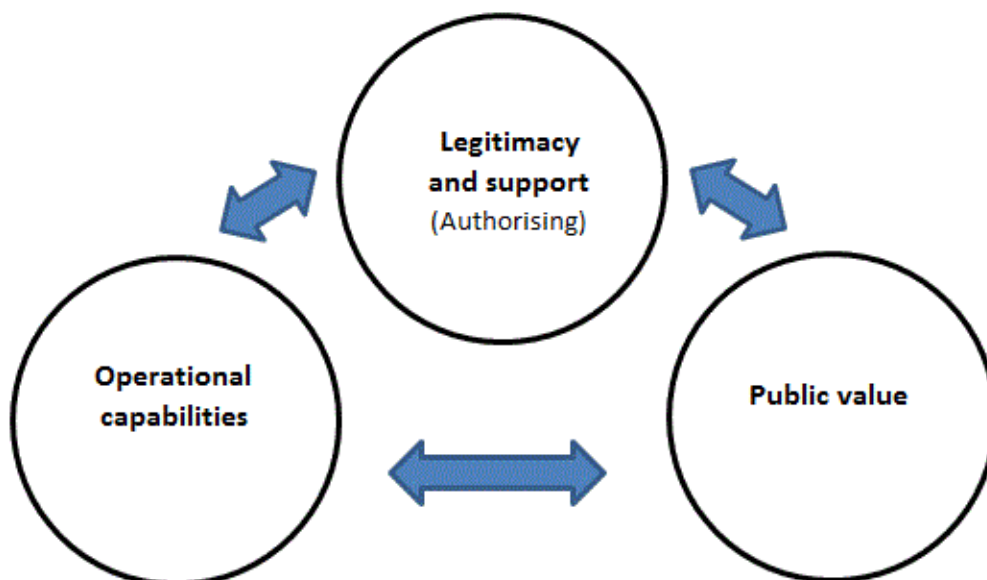 Legitimacy
and support
(Authorising)
Operational
capabilities
Public value